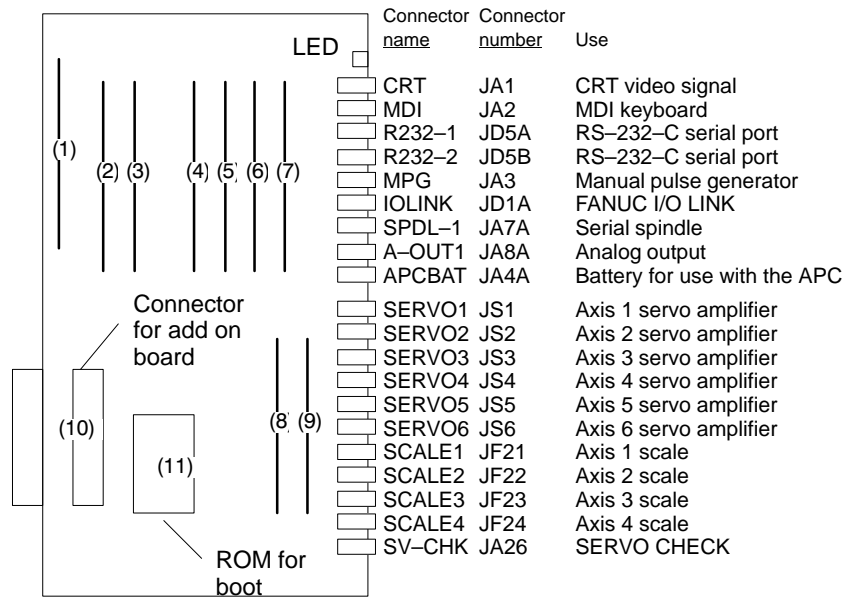 Connector Connector
name number Use
LED
CRT JA1 CRT video signal
MDI JA2 MDI keyboard
R232–1 JD5A RS–232–C serial port
R232–2 JD5B RS–232–C serial port
MPG JA3 Manual pulse generator
IOLINK JD1A FANUC I/O LINK
SPDL–1 JA7A Serial spindle
A–OUT1 JA8A Analog output
APCBAT JA4A Battery for use with the APC
SERVO1 JS1 Axis 1 servo amplifier
SERVO2 JS2 Axis 2 servo amplifier
SERVO3 JS3 Axis 3 servo amplifier
SERVO4 JS4 Axis 4 servo amplifier
SERVO5 JS5 Axis 5 servo amplifier
SERVO6 JS6 Axis 6 servo amplifier
SCALE1 JF21 Axis 1 scale
SCALE2 JF22 Axis 2 scale
SCALE3 JF23 Axis 3 scale
SCALE4 JF24 Axis 4 scale
SV–CHK JA26 SERVO CHECK
(1)
(2) (3) (4) (5) (6) (7)
Connector
for add on
board
(8) (9)
(10)
(11)
ROM for
boot